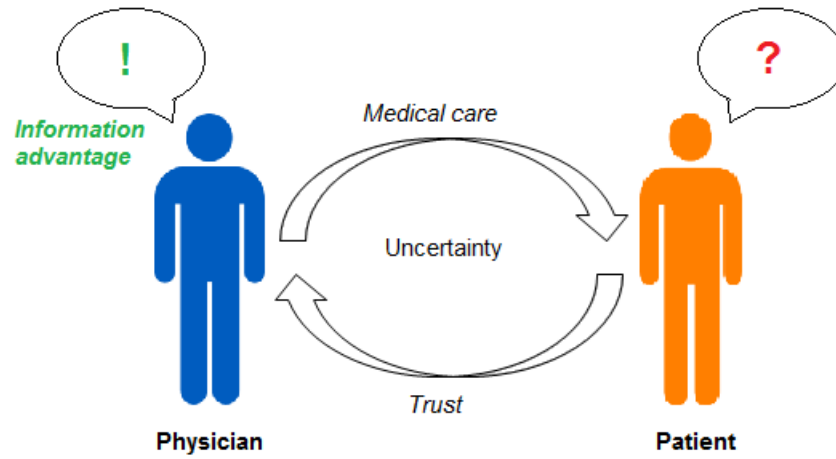 !
?
Information
advantage
Medical care
Uncertainty
Trust
Physician
Patient